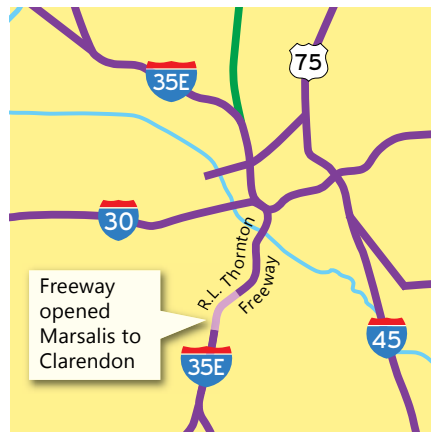 75
35E
30
R.L. Thornton
Freeway
Freeway
opened
Marsalis to
Clarendon
45
35E